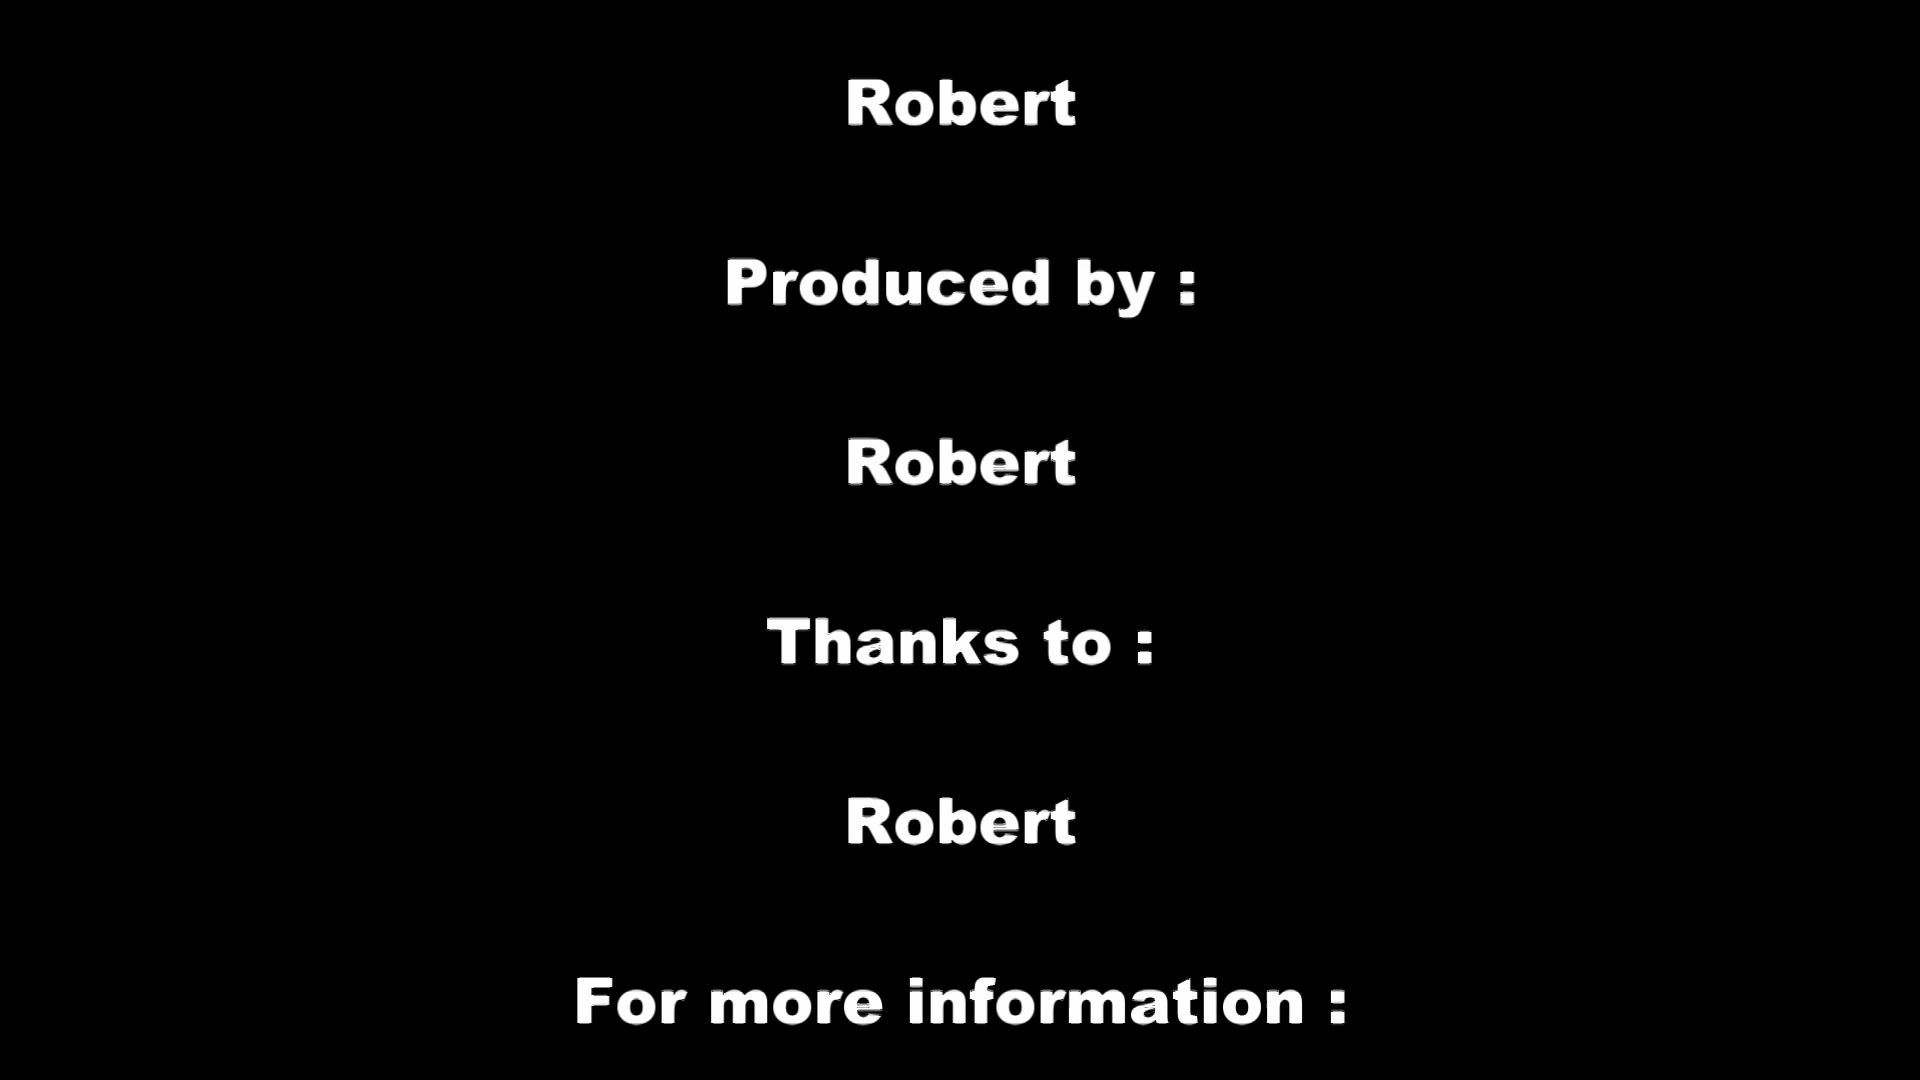 Robert
Produced by :
Robert
Thanks to :
Robert
For more information :